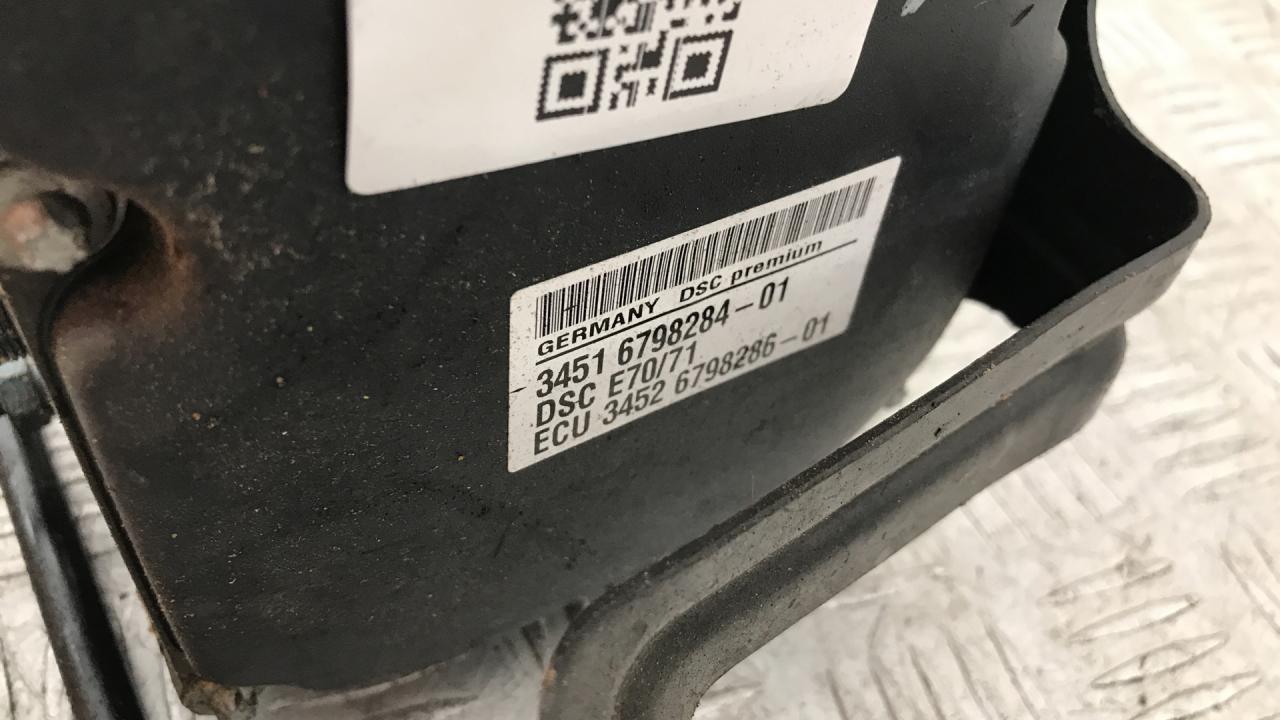 GERMANY DSC premium
3451 6798284-01
DSC E70/71
ECU 3452 6798286-01